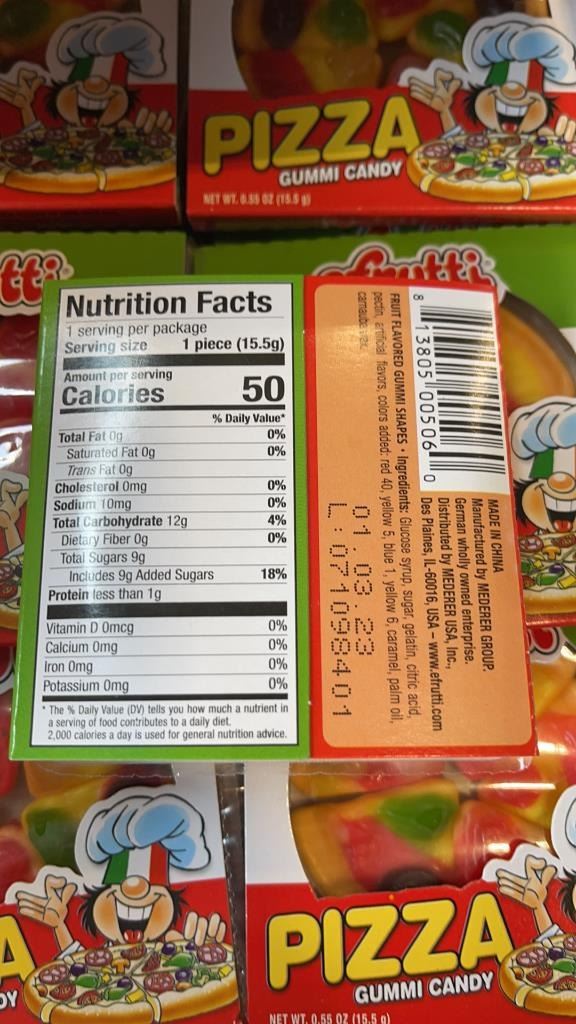 PIZZA
GUMMI CANDY
NET WT. 0.55 OZ (15.5 g)
tti
efrutti
Nutrition Facts
1 serving per package
Serving size 1 piece (15.5g)
Amount per serving
Calories 50
% Daily Value*
Total Fat 0g 0%
Saturated Fat 0g 0%
Trans Fat 0g
Cholesterol 0mg 0%
Sodium 10mg 0%
Total Carbohydrate 12g 4%
Dietary Fiber 0g 0%
Total Sugars 9g
Includes 9g Added Sugars 18%
Protein less than 1g
Vitamin D 0mcg 0%
Calcium 0mg 0%
Iron 0mg 0%
Potassium 0mg 0%
* The % Daily Value (DV) tells you how much a nutrient in
a serving of food contributes to a daily diet.
2,000 calories a day is used for general nutrition advice.
8 13805 00506 0
MADE IN CHINA
Manufactured by MEDERER GROUP.
German wholly owned enterprise.
Distributed by MEDERER USA, Inc.,
Des Plaines, IL-60016, USA – www.efrutti.com
FRUIT FLAVORED GUMMI SHAPES • Ingredients: Glucose syrup, sugar, gelatin, citric acid,
pectin, artificial flavors, colors added: red 40, yellow 5, blue 1, yellow 6, caramel, palm oil,
carnauba wax.
01.03.23
L:071098401
A
DY
PIZZA
GUMMI CANDY
NET WT. 0.55 OZ (15.5 g)